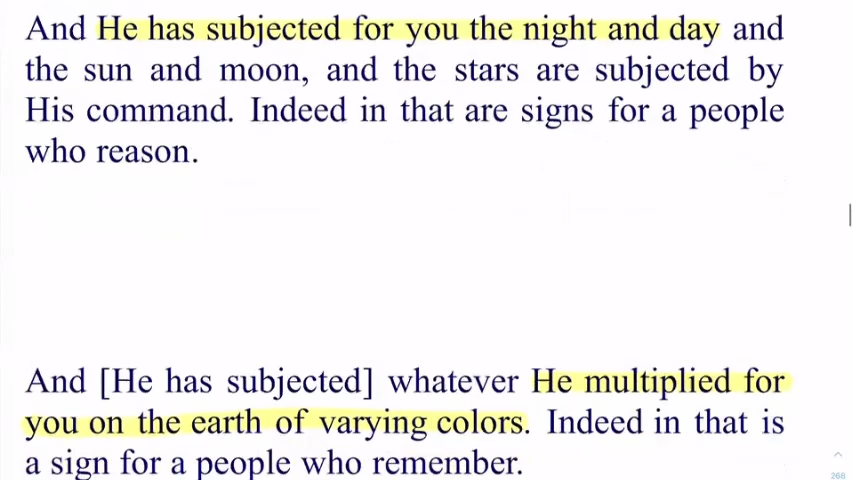 And He has subjected for you the night and day and
the sun and moon, and the stars are subjected by
His command. Indeed in that are signs for a people
who reason.
And [He has subjected] whatever He multiplied for
you on the earth of varying colors. Indeed in that is
a sign for a people who remember.
268